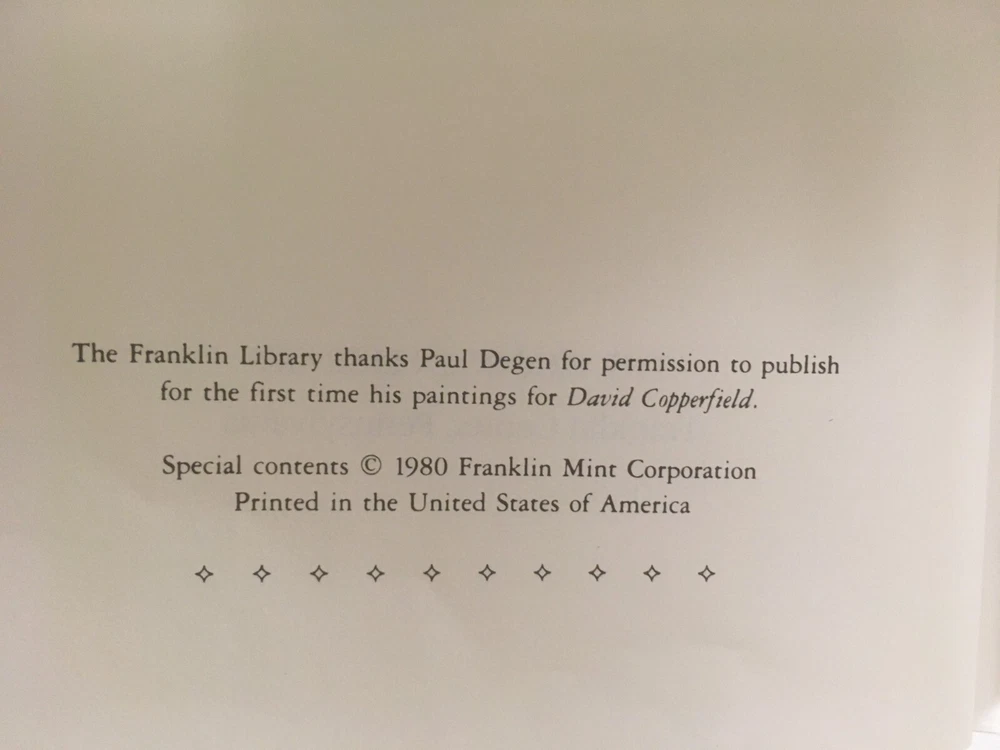 The Franklin Library thanks Paul Degen for permission to publish
for the first time his paintings for David Copperfield.
Special contents © 1980 Franklin Mint Corporation
Printed in the United States of America